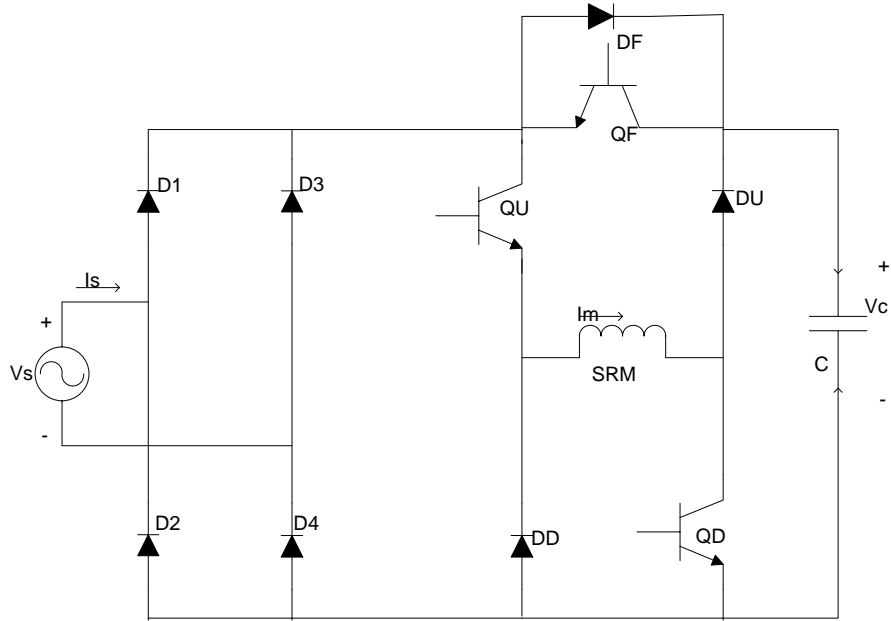 DF
QF
D1
D3
QU
DU
Is
+
Vs
-
Im
SRM
+
Vc
C
-
D2
D4
DD
QD